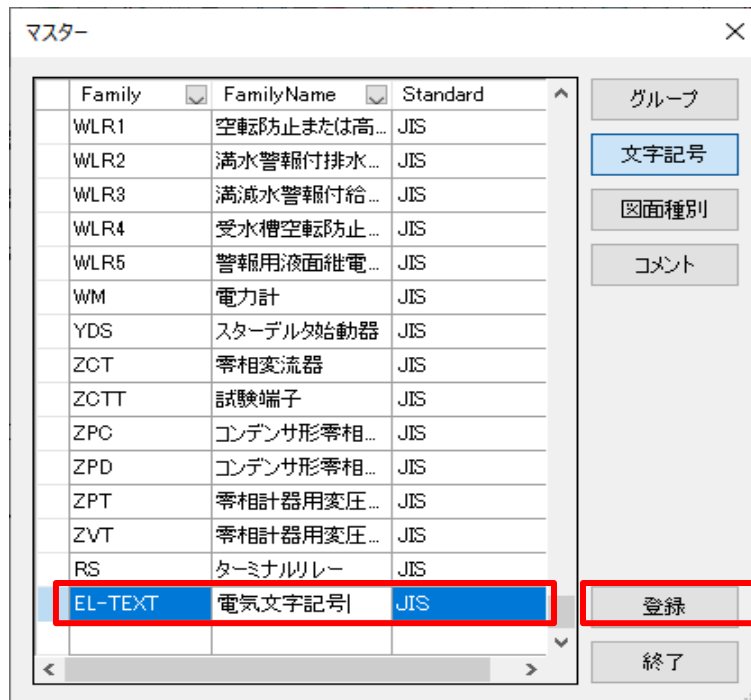 マスター
Family FamilyName Standard
WLR1 空転防止または高... JIS
WLR2 満水警報付排水... JIS
WLR3 満減水警報付給... JIS
WLR4 受水槽空転防止... JIS
WLR5 警報用液面継電... JIS
WM 電力計 JIS
YDS スターデルタ始動器 JIS
ZCT 零相変流器 JIS
ZCTT 試験端子 JIS
ZPC コンデンサ形零相... JIS
ZPD コンデンサ形零相... JIS
ZPT 零相計器用変圧... JIS
ZVT 零相計器用変圧... JIS
RS ターミナルリレー JIS
EL-TEXT 電気文字記号 JIS
グループ
文字記号
図面種別
コメント
登録
終了